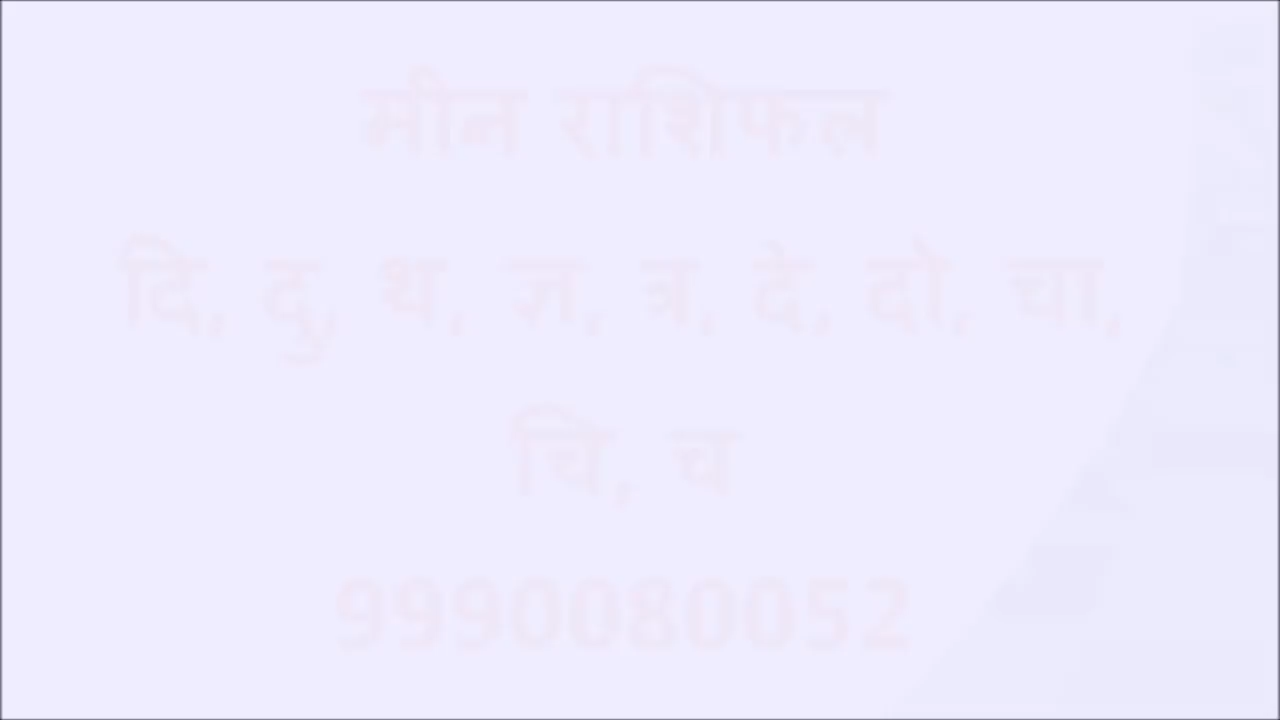 मीन राशिफल
दि, दु, थ, ज्ञ, त्र, दे, दो, चा,
चि, च
9990080052